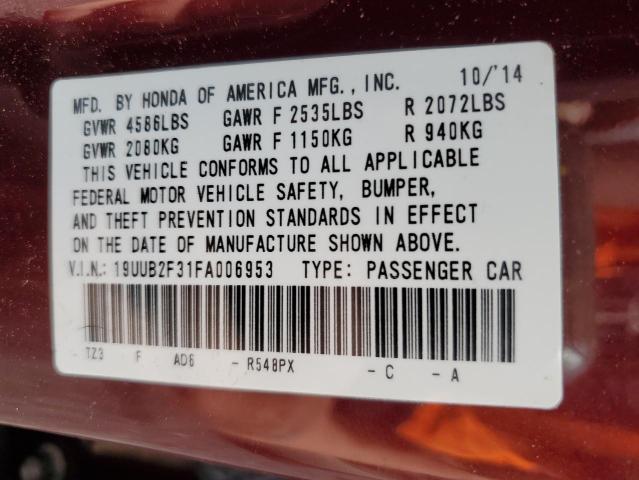 MFD. BY HONDA OF AMERICA MFG., INC. 10/'14
GVWR 4586LBS GAWR F 2535LBS R 2072LBS
GVWR 2080KG GAWR F 1150KG R 940KG
THIS VEHICLE CONFORMS TO ALL APPLICABLE
FEDERAL MOTOR VEHICLE SAFETY, BUMPER,
AND THEFT PREVENTION STANDARDS IN EFFECT
ON THE DATE OF MANUFACTURE SHOWN ABOVE.
V.I.N.: 19UUB2F31FA006953 TYPE: PASSENGER CAR
- TZ3 F AD6 - R548PX - C - A